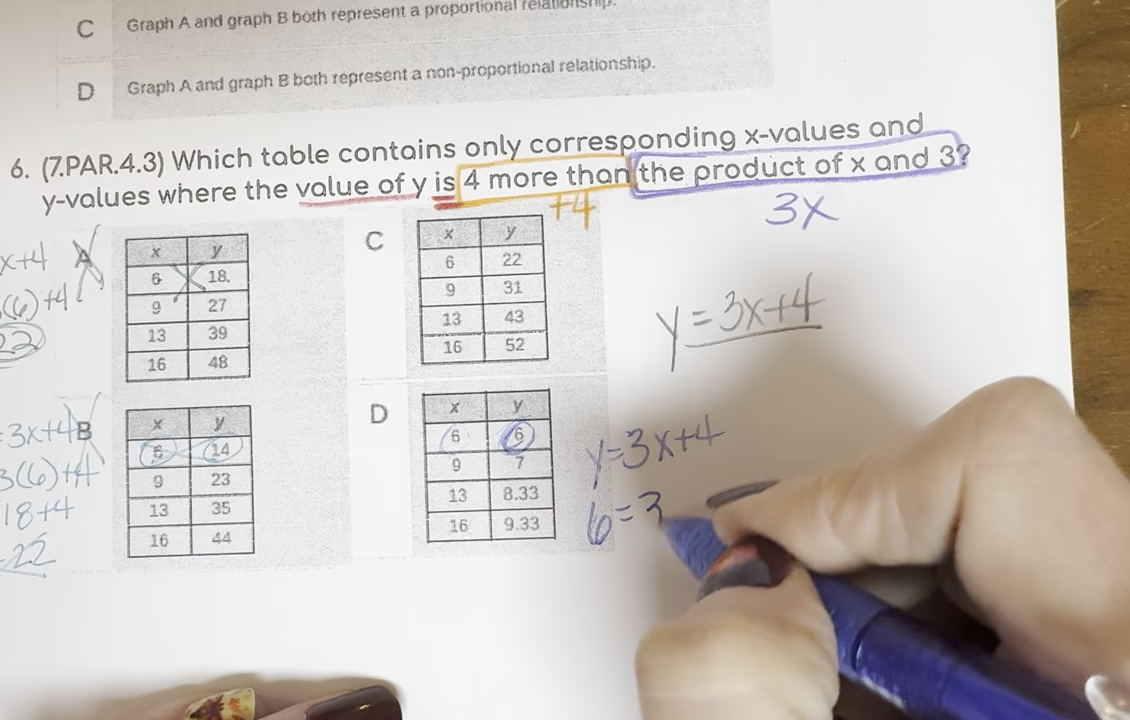 C Graph A and graph B both represent a proportional relationship.
D Graph A and graph B both represent a non-proportional relationship.
6. (7.PAR.4.3) Which table contains only corresponding x-values and
y-values where the value of y is 4 more than the product of x and 3?
+4
3x
x+4
(6)+4
22
A
x y
6 18.
9 27
13 39
16 48
C
x y
6 22
9 31
13 43
16 52
y=3x+4
=3x+4
3(6)+4
18+4
22
B
x y
6 14
9 23
13 35
16 44
D
x y
6 6
9 7
13 8.33
16 9.33
y=3x+4
6=3